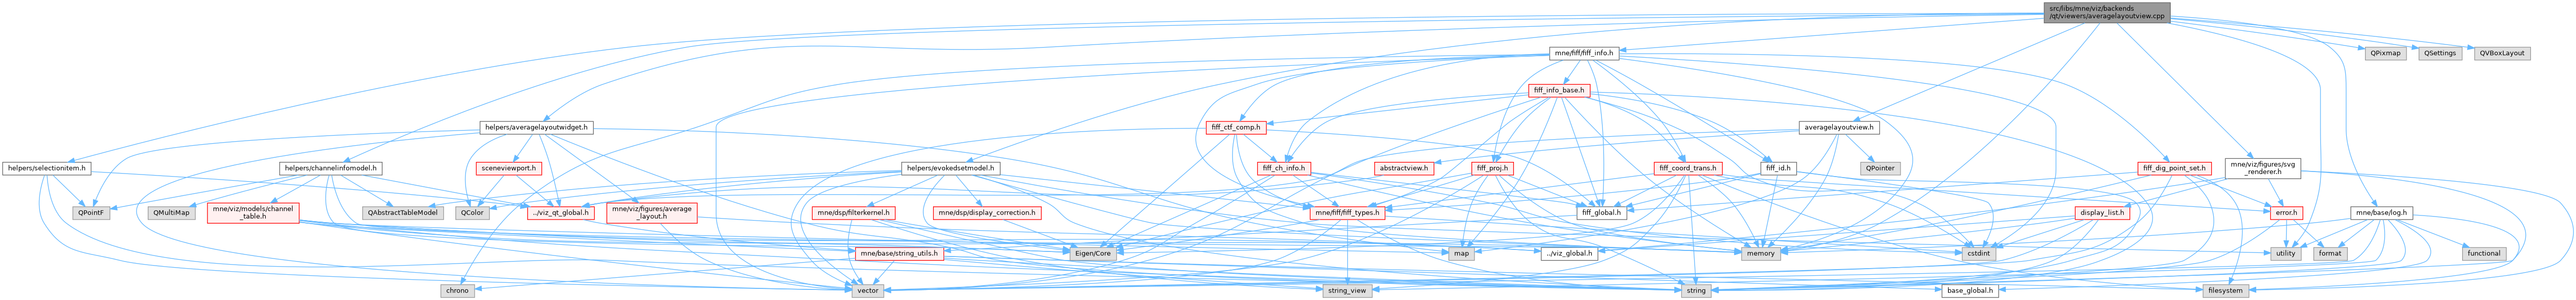 src/libs/mne/viz/backends
/qt/viewers/averagelayoutview.cpp
mne/fiff/fiff_info.h
QPixmap
QSettings
QVBoxLayout
fiff_info_base.h
helpers/averagelayoutwidget.h
fiff_ctf_comp.h
averagelayoutview.h
helpers/selectionitem.h
helpers/channelinfomodel.h
sceneviewport.h
helpers/evokedsetmodel.h
fiff_ch_info.h
abstractview.h
fiff_proj.h
QPointer
fiff_coord_trans.h
fiff_id.h
fiff_dig_point_set.h
mne/viz/figures/svg
_renderer.h
QPointF
QMultiMap
mne/viz/models/channel
_table.h
QAbstractTableModel
QColor
../viz_qt_global.h
mne/viz/figures/average
_layout.h
mne/dsp/filterkernel.h
mne/dsp/display_correction.h
mne/fiff/fiff_types.h
fiff_global.h
display_list.h
error.h
mne/base/log.h
mne/base/string_utils.h
Eigen/Core
map
../viz_global.h
memory
cstdint
utility
format
functional
chrono
vector
string_view
string
base_global.h
filesystem